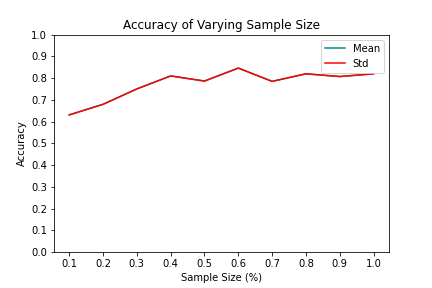 Accuracy of Varying Sample Size
1.0
0.9
0.8
0.7
0.6
0.5
0.4
0.3
0.2
0.1
0.0
Accuracy
Mean
Std
0.1 0.2 0.3 0.4 0.5 0.6 0.7 0.8 0.9 1.0
Sample Size (%)